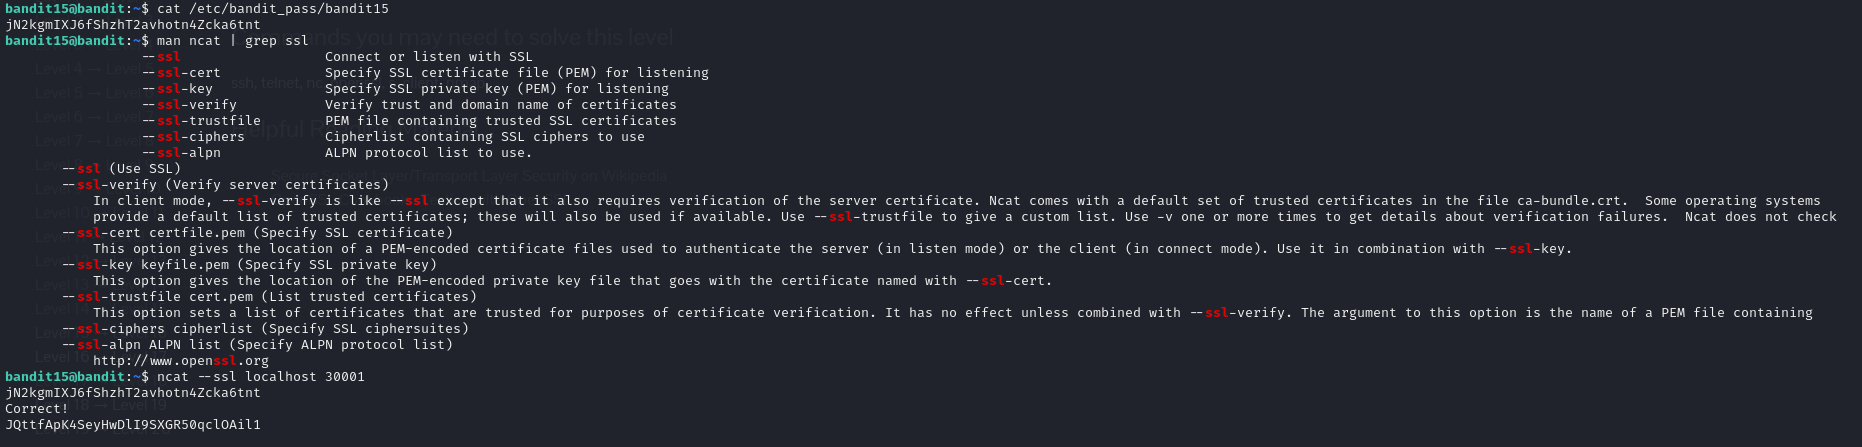 bandit15@bandit:~$ cat /etc/bandit_pass/bandit15
jN2kgmIXJ6fShzhT2avhotn4Zcka6tnt
bandit15@bandit:~$ man ncat | grep ssl
--ssl Connect or listen with SSL
--ssl-cert Specify SSL certificate file (PEM) for listening
--ssl-key Specify SSL private key (PEM) for listening
--ssl-verify Verify trust and domain name of certificates
--ssl-trustfile PEM file containing trusted SSL certificates
--ssl-ciphers Cipherlist containing SSL ciphers to use
--ssl-alpn ALPN protocol list to use.
--ssl (Use SSL)
--ssl-verify (Verify server certificates)
In client mode, --ssl-verify is like --ssl except that it also requires verification of the server certificate. Ncat comes with a default set of trusted certificates in the file ca-bundle.crt.  Some operating systems
provide a default list of trusted certificates; these will also be used if available. Use --ssl-trustfile to give a custom list. Use -v one or more times to get details about verification failures.  Ncat does not check
--ssl-cert certfile.pem (Specify SSL certificate)
This option gives the location of a PEM-encoded certificate files used to authenticate the server (in listen mode) or the client (in connect mode). Use it in combination with --ssl-key.
--ssl-key keyfile.pem (Specify SSL private key)
This option gives the location of the PEM-encoded private key file that goes with the certificate named with --ssl-cert.
--ssl-trustfile cert.pem (List trusted certificates)
This option sets a list of certificates that are trusted for purposes of certificate verification. It has no effect unless combined with --ssl-verify. The argument to this option is the name of a PEM file containing
--ssl-ciphers cipherlist (Specify SSL ciphersuites)
--ssl-alpn ALPN list (Specify ALPN protocol list)
http://www.openssl.org
bandit15@bandit:~$ ncat --ssl localhost 30001
jN2kgmIXJ6fShzhT2avhotn4Zcka6tnt
Correct!
JQttfApK4SeyHwDlI9SXGR50qclOAil1